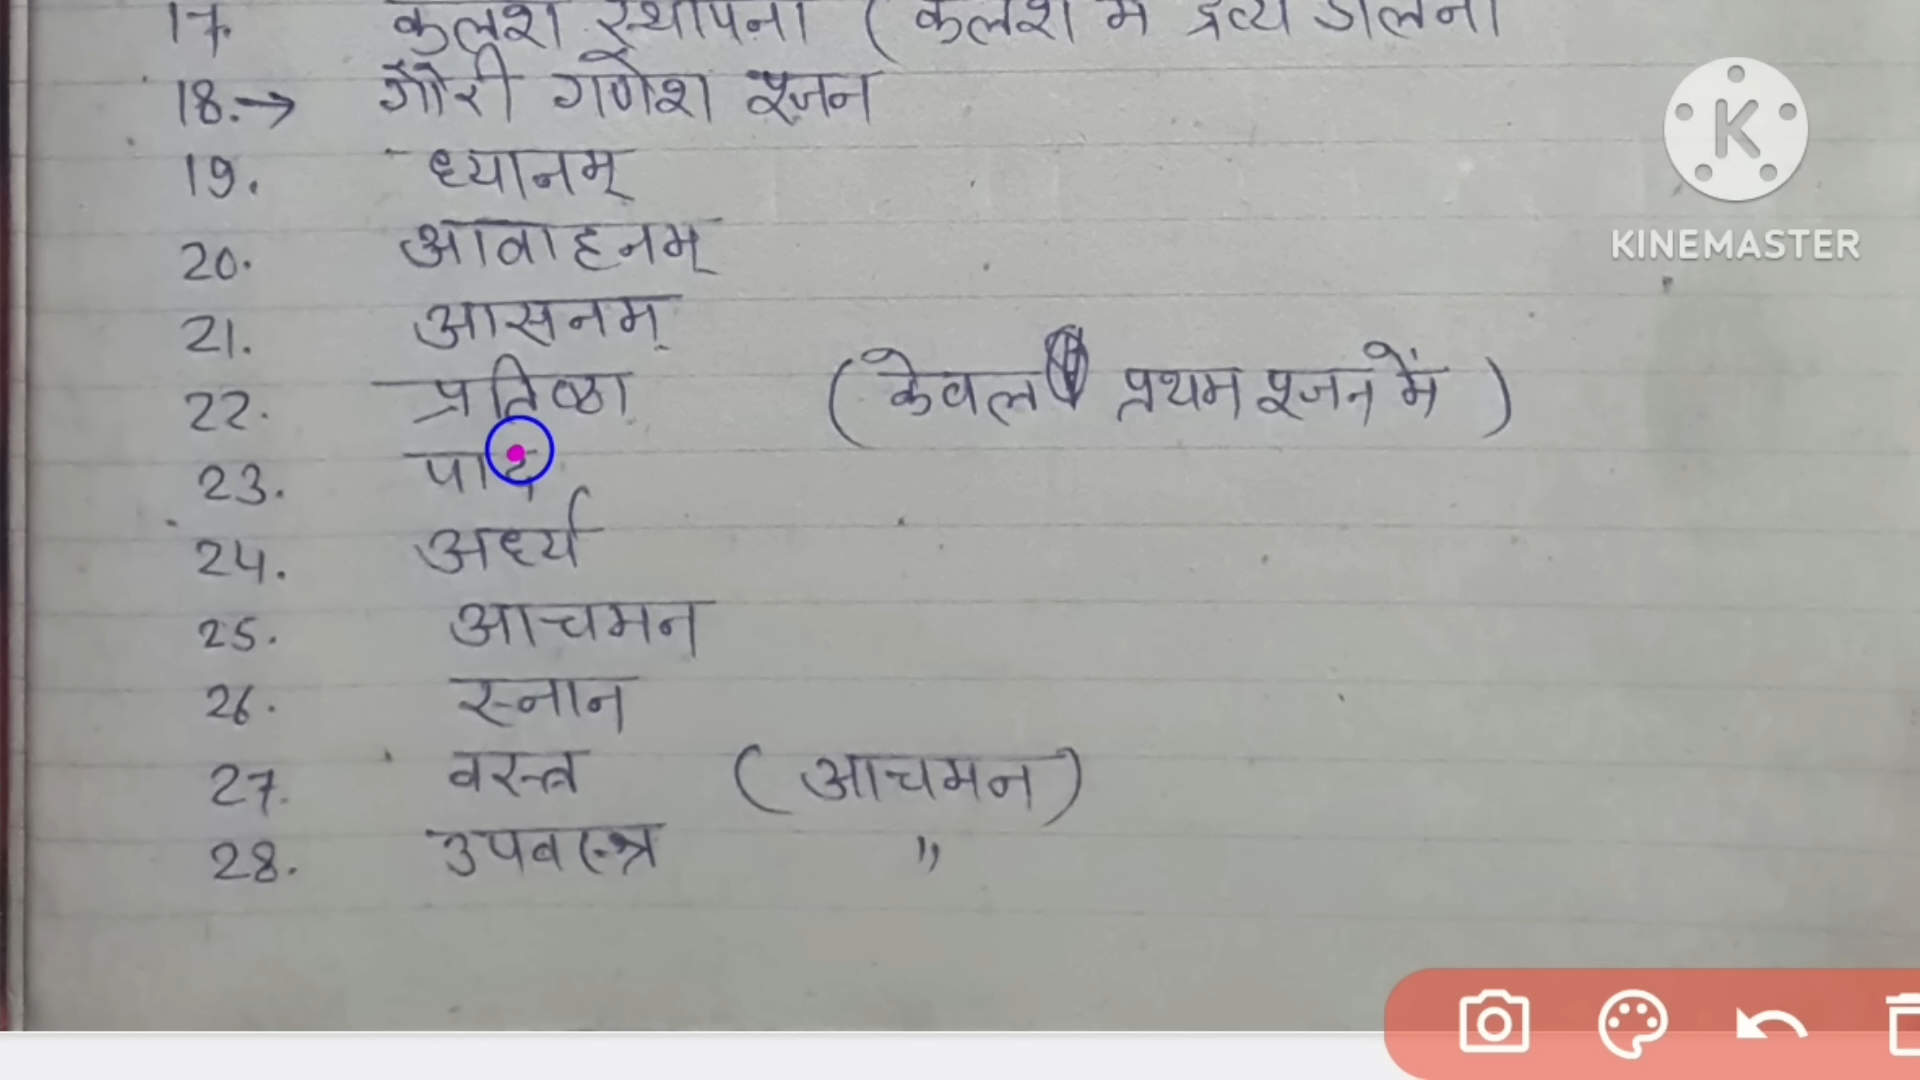 17 कलश स्थापना ( कलश में द्रव्य डालना
18.→ गौरी गणेश पूजन
19. ध्यानम्
20. आवाहनम्
21. आसनम्
22. प्रतिष्ठा ( केवल प्रथम पूजन में )
23.
24. अर्घ्य
25. आचमन
26. स्नान
27. वस्त्र ( आचमन )
28. उपवस्त्र "
K
KINEMASTER